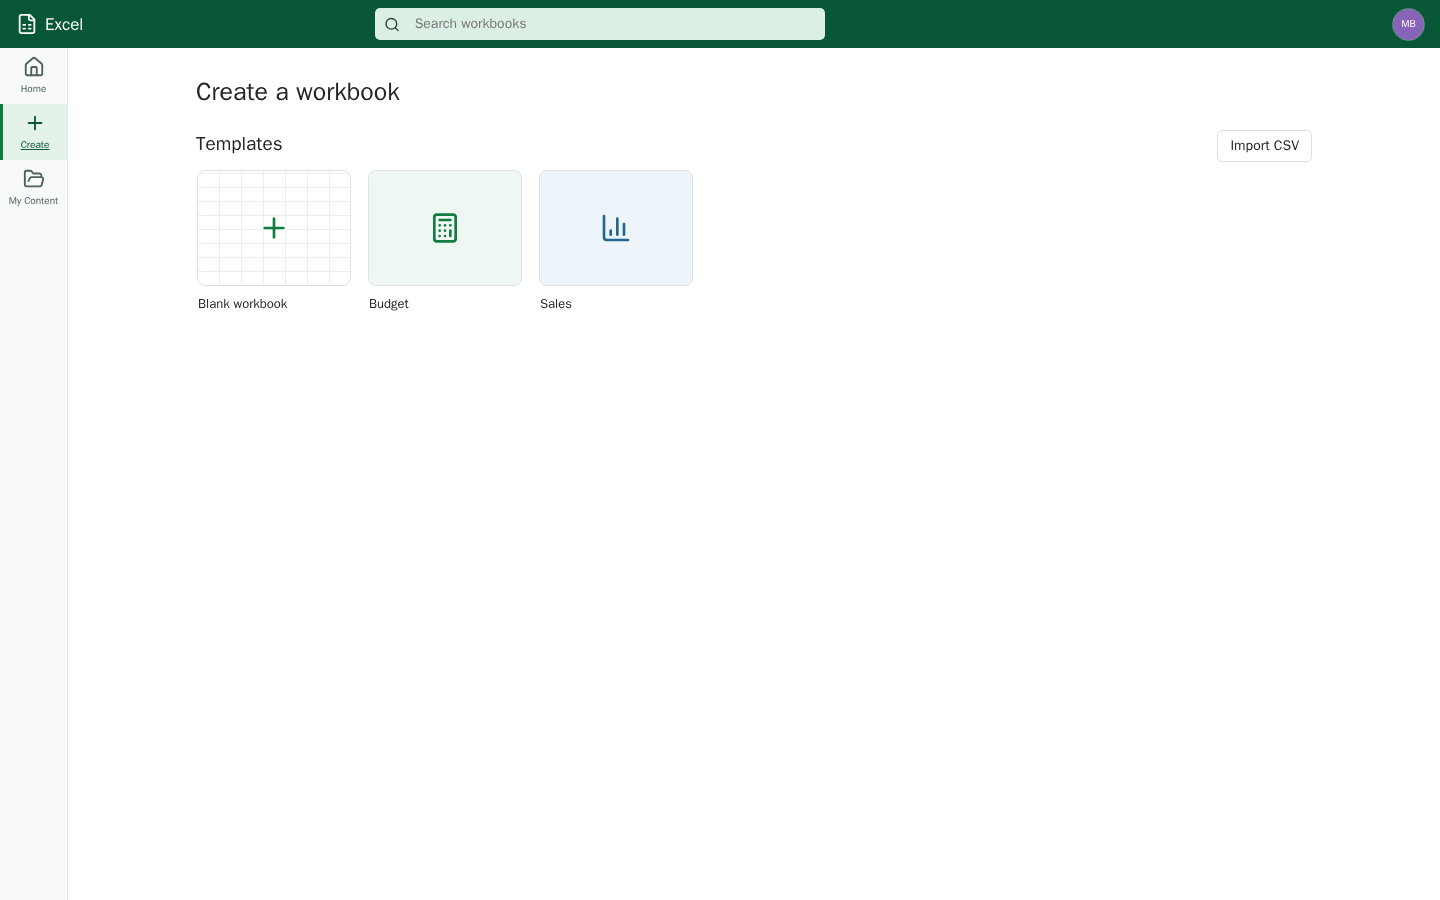 Excel
Search workbooks
MB
Home
Create
My Content
Create a workbook
Templates
Import CSV
Blank workbook
Budget
Sales